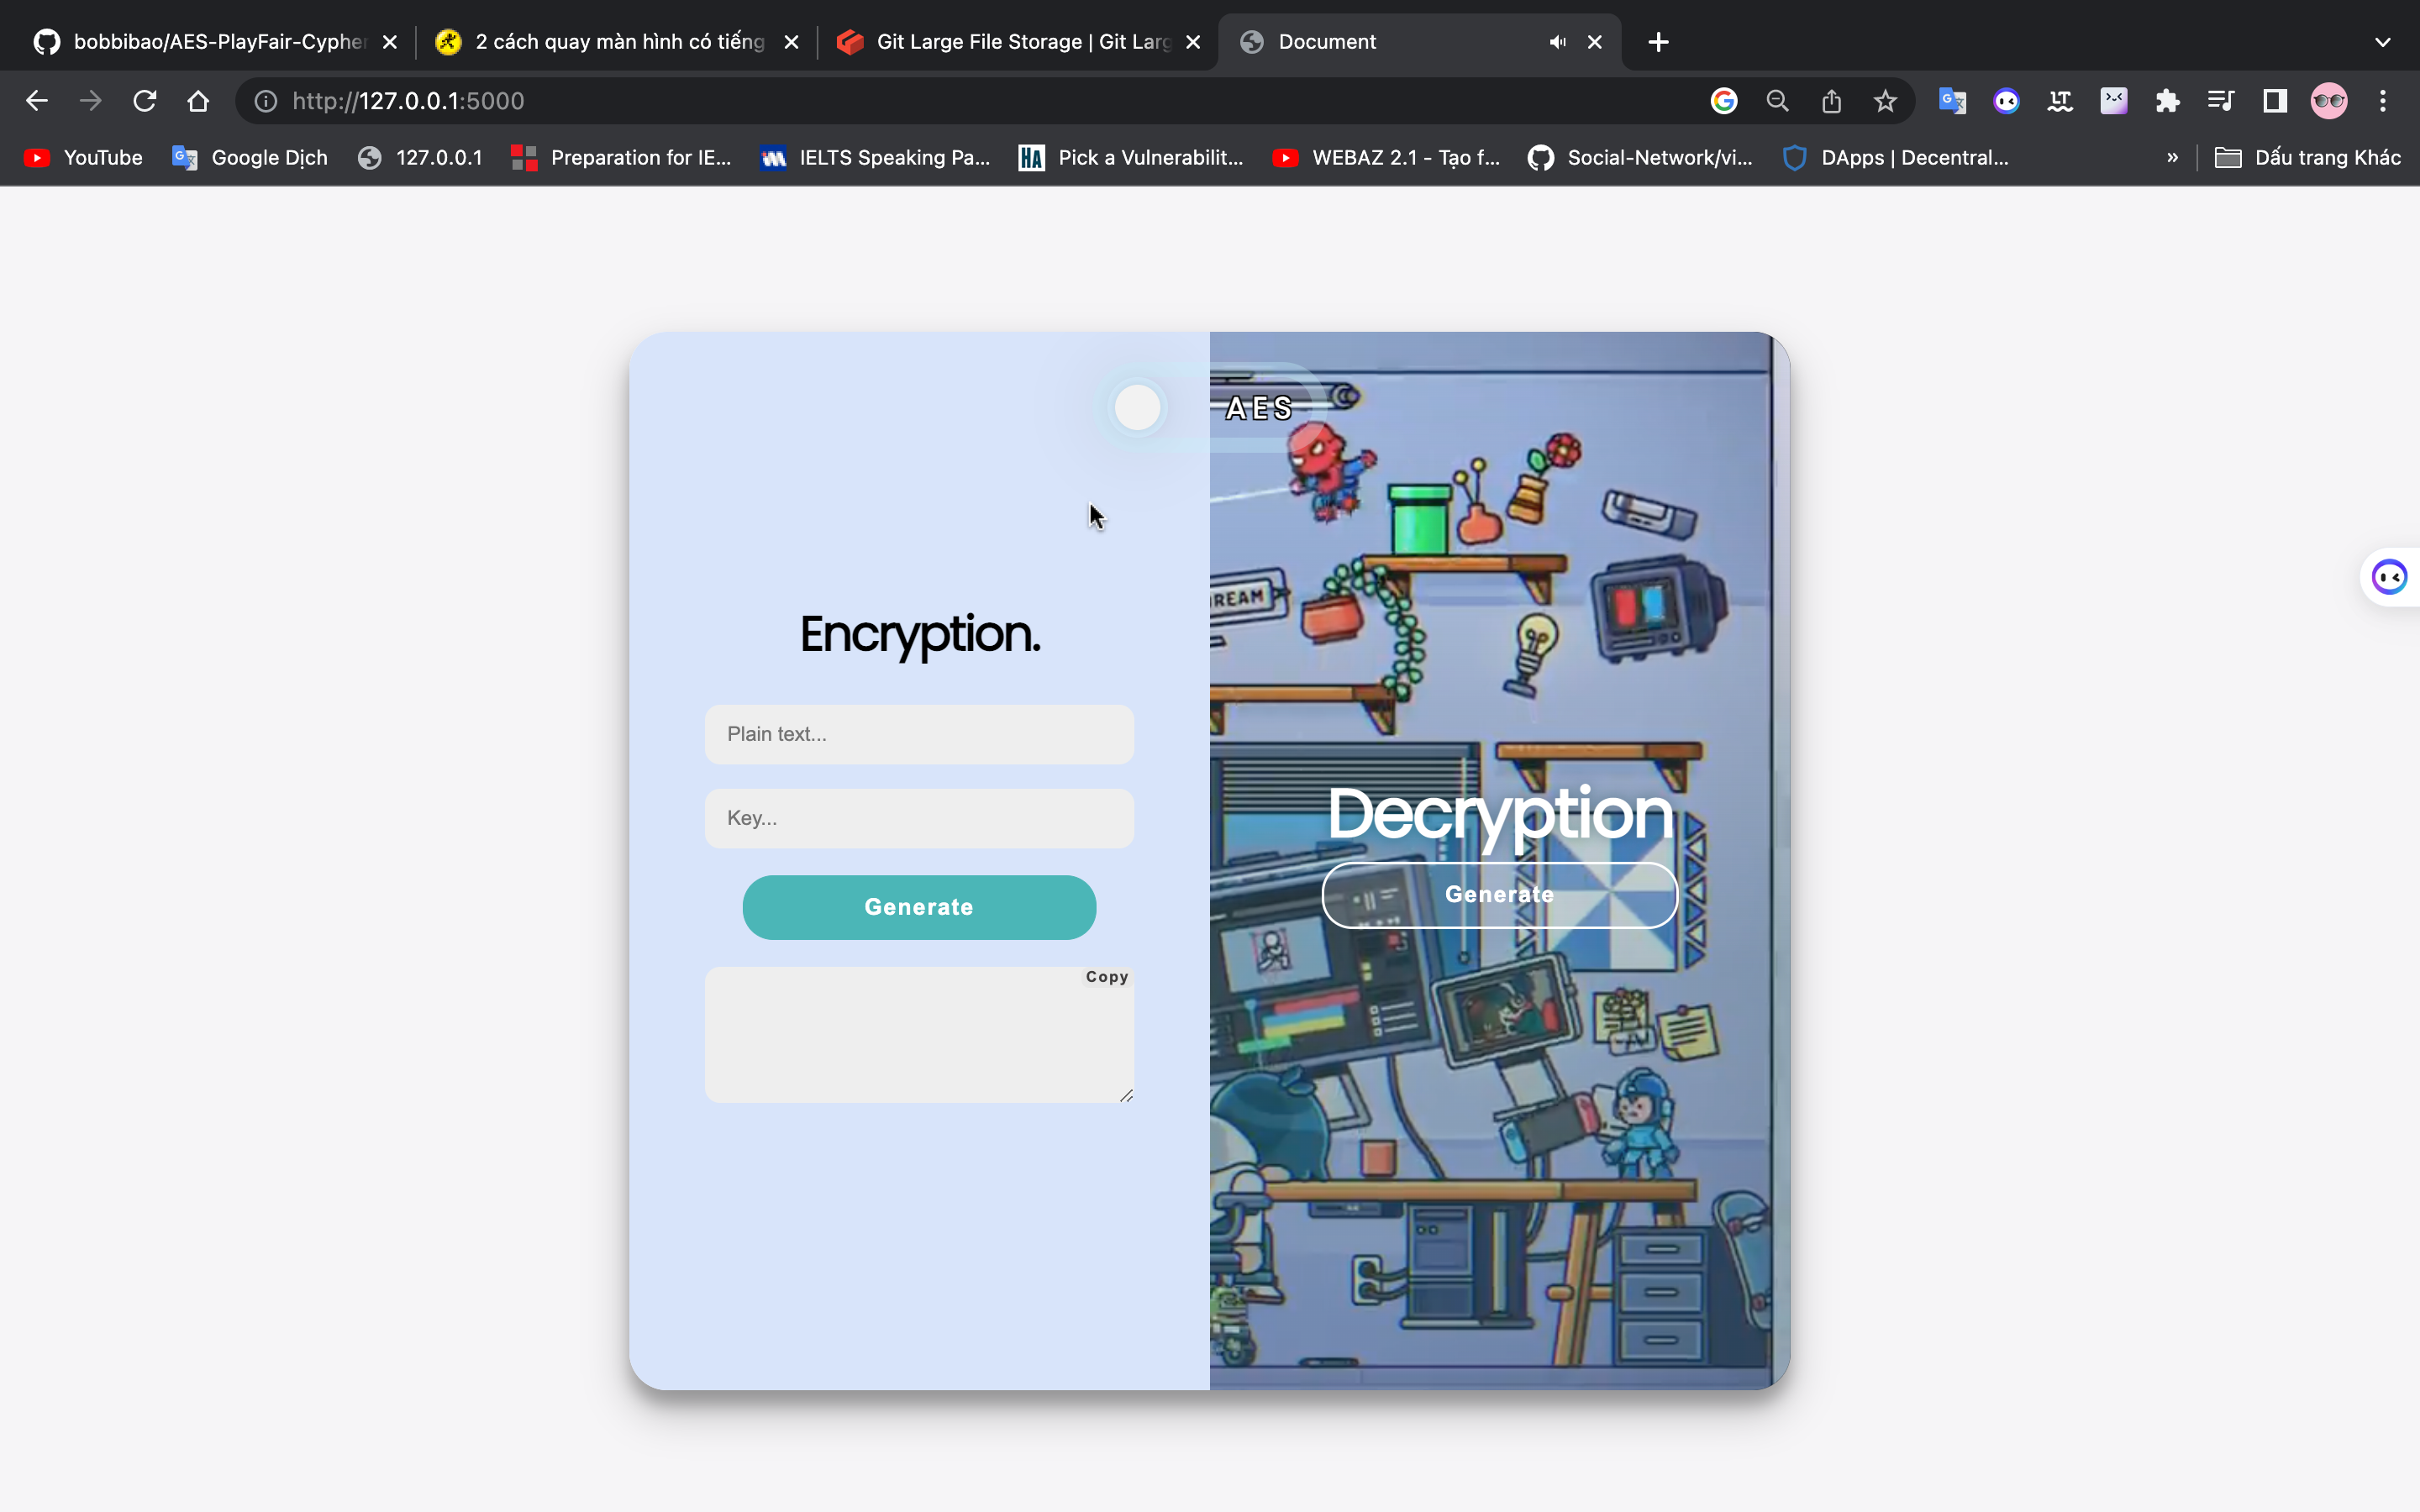 bobbibao/AES-PlayFair-Cypher
2 cách quay màn hình có tiếng
Git Large File Storage | Git Larg
Document
http://127.0.0.1:5000
YouTube
Google Dịch
127.0.0.1
Preparation for IE...
IELTS Speaking Pa...
HA
Pick a Vulnerabilit...
WEBAZ 2.1 - Tạo f...
Social-Network/vi...
DApps | Decentral...
»
Dấu trang Khác
AES
REAM
Encryption.
Plain text...
Key...
Generate
Copy
Decryption
Generate